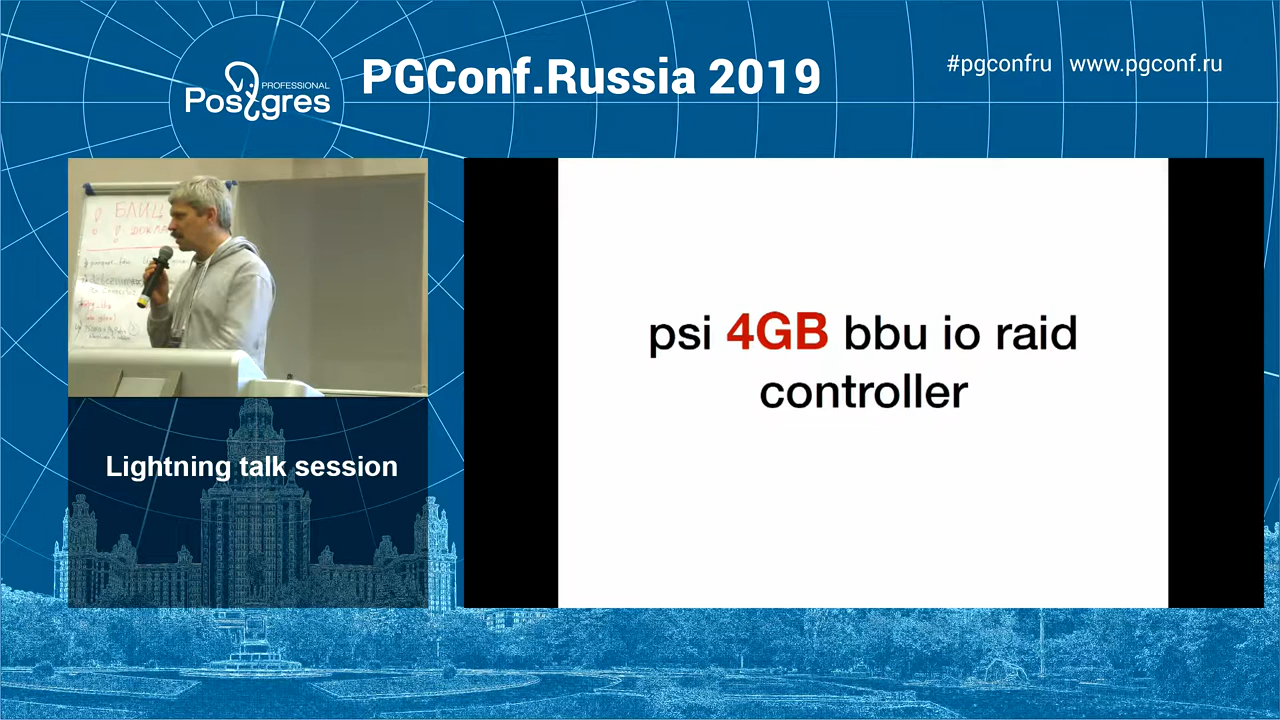 PROFESSIONAL
Postgres
PGConf.Russia 2019
#pgconfru www.pgconf.ru
БЛИЦ
psi 4GB bbu io raid
controller
Lightning talk session